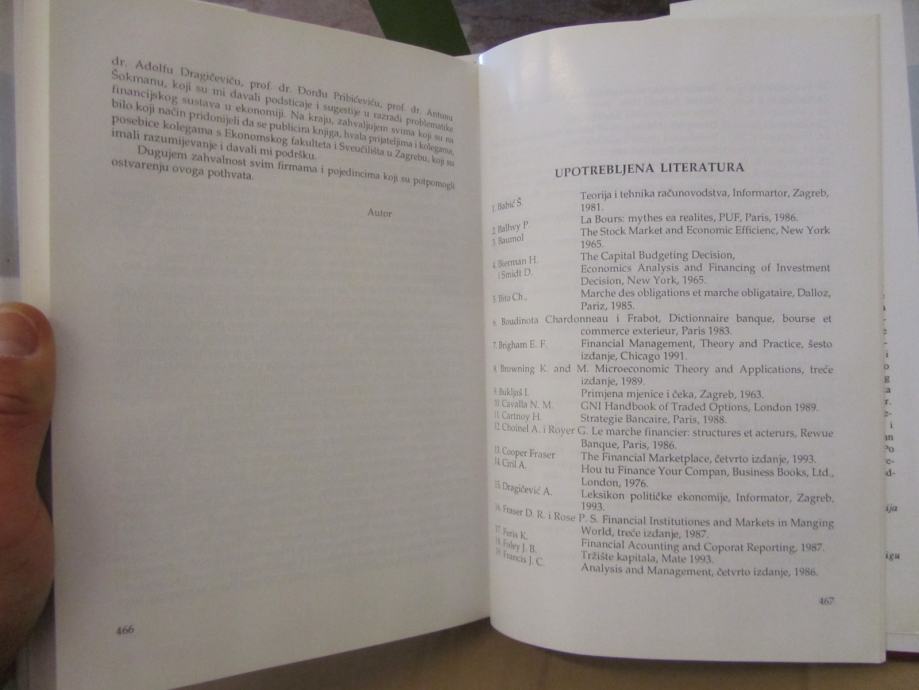 dr. Adolfu Dragičeviću, prof. dr. Đorđu Pribićeviću, prof. dr. Antunu
Šokmanu, koji su mi davali podsticaje i sugestije u razradi problematike
financijskog sustava u ekonomiji. Na kraju, zahvaljujem svima koji su na
bilo koji način pridonijeli da se publicira knjiga, hvala prijateljima i kolegama,
posebice kolegama s Ekonomskog fakulteta i Sveučilišta u Zagrebu, koji su
imali razumijevanje i davali mi podršku.
Dugujem zahvalnost svim firmama i pojedincima koji su potpomogli
ostvarenju ovoga pothvata.
Autor
466
UPOTREBLJENA LITERATURA
1. Babić Š. Teorija i tehnika računovodstva, Informartor, Zagreb,
1981.
2. Ballwy P. La Bours: mythes ea realites, PUF, Paris, 1986.
3. Baumol The Stock Market and Economic Efficienc, New York
1965.
4. Bierman H. The Capital Budgeting Decision,
i Smidt D. Economics Analysis and Financing of Investment
Decision, New York, 1965.
5. Bito Ch., Marche des obligations et marche obligataire, Dalloz,
Pariz, 1985.
6. Boudinota Chardonneau i Frabot, Dictionnaire banque, bourse et
commerce exterieur, Paris 1983.
7. Brigham E. F. Financial Management, Theory and Practice, šesto
izdanje, Chicago 1991.
8. Browning K. and M. Microeconomic Theory and Applications, treće
izdanje, 1989.
9. Bukljaš I. Primjena mjenice i čeka, Zagreb, 1963.
10. Cavalla N. M. GNI Handbook of Traded Options, London 1989.
11. Cartnoy H. Strategie Bancaire, Paris, 1988.
12. Choinel A. i Royer G. Le marche financier: structures et acterurs, Rewue
Banque, Paris, 1986.
13. Cooper Fraser The Financial Marketplace, četvrto izdanje, 1993.
14. Ciril A. Hou tu Finance Your Compan, Business Books, Ltd.,
London, 1976.
15. Dragičević A. Leksikon političke ekonomije, Informator, Zagreb,
1993.
16. Fraser D. R. i Rose P. S. Financial Institutiones and Markets in Manging
World, treće izdanje, 1987.
17. Feris K. Financial Acounting and Coporat Reporting, 1987.
18. Foley J. B. Tržište kapitala, Mate 1993.
19. Francis J. C. Analysis and Management, četvrto izdanje, 1986.
467